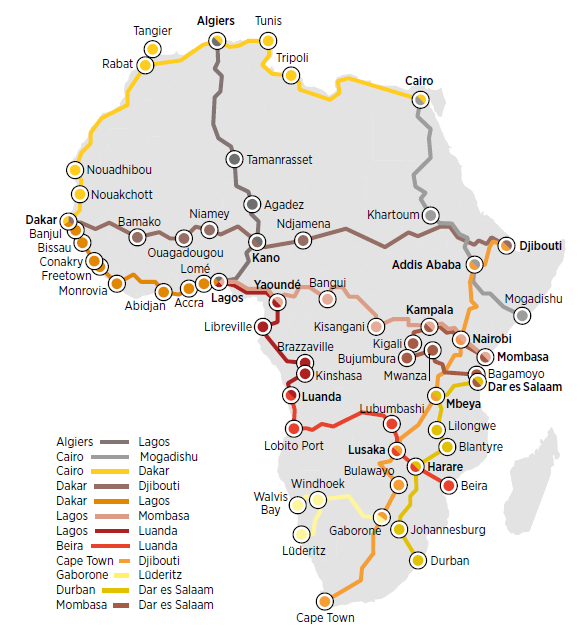 Tangier
Algiers
Tunis
Rabat
Tripoli
Cairo
Tamanrasset
Nouadhibou
Nouakchott
Agadez
Dakar
Banjul
Bissau
Conakry
Freetown
Monrovia
Bamako
Niamey
Ouagadougou
Ndjamena
Khartoum
Kano
Djibouti
Addis Ababa
Lomé
Abidjan
Accra
Lagos
Yaoundé
Bangui
Mogadishu
Libreville
Kisangani
Kampala
Brazzaville
Kigali
Nairobi
Bujumbura
Mombasa
Kinshasa
Mwanza
Bagamoyo
Dar es Salaam
Luanda
Mbeya
Lubumbashi
Lobito Port
Lilongwe
Lusaka
Blantyre
Bulawayo
Harare
Windhoek
Beira
Walvis
Bay
Gaborone
Johannesburg
Lüderitz
Durban
Cape Town
Algiers Lagos
Cairo Mogadishu
Cairo Dakar
Dakar Djibouti
Dakar Lagos
Lagos Mombasa
Lagos Luanda
Beira Luanda
Cape Town Djibouti
Gaborone Lüderitz
Durban Dar es Salaam
Mombasa Dar es Salaam